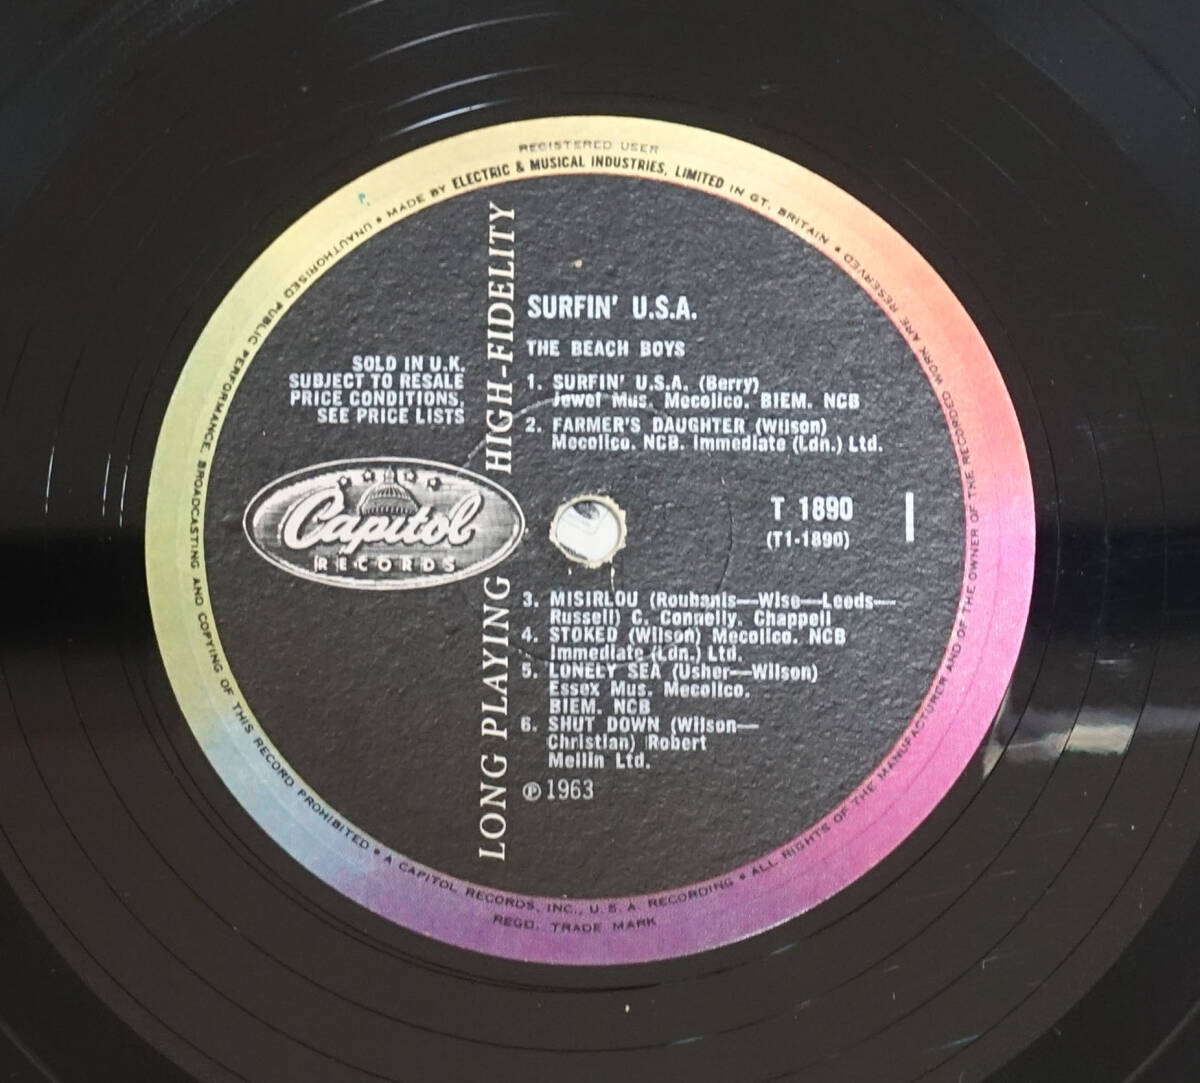 REGISTERED USER
MADE BY ELECTRIC & MUSICAL INDUSTRIES, LIMITED IN GT. BRITAIN • ALL RIGHTS OF THE MANUFACTURER AND OF THE OWNER OF THE RECORDED WORK ARE RESERVED • UNAUTHORISED PUBLIC PERFORMANCE, BROADCASTING AND COPYING OF THIS RECORD PROHIBITED • A CAPITOL RECORDS, INC., U. S. A. RECORDING •
REGD. TRADE MARK
LONG PLAYING HIGH-FIDELITY
SOLD IN U.K.
SUBJECT TO RESALE
PRICE CONDITIONS,
SEE PRICE LISTS
Capitol
RECORDS
SURFIN' U.S.A.
THE BEACH BOYS
1. SURFIN' U.S.A. (Berry)
Jewel Mus. Mecolico. BIEM. NCB
2. FARMER'S DAUGHTER (Wilson)
Mecolico. NCB. Immediate (Ldn.) Ltd.
T 1890
(T1-1890)
1
3. MISIRLOU (Roubanis—Wise—Leeds—
Russell) C. Connelly. Chappell
4. STOKED (Wilson) Mecolico. NCB
Immediate (Ldn.) Ltd.
5. LONELY SEA (Usher—Wilson)
Essex Mus. Mecolico.
BIEM. NCB
6. SHUT DOWN (Wilson—
Christian) Robert
Mellin Ltd.
℗ 1963